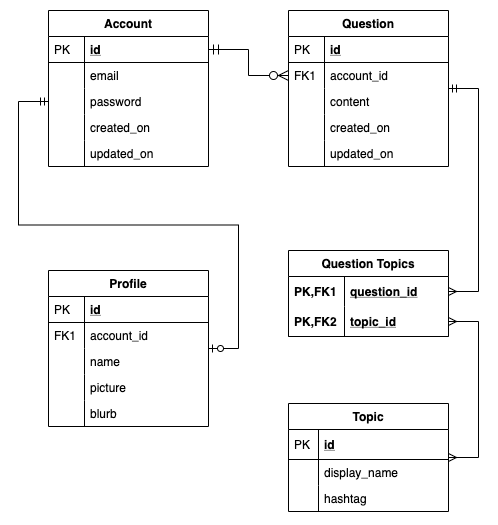 Account
PK id
email
password
created_on
updated_on
Question
PK id
FK1 account_id
content
created_on
updated_on
Profile
PK id
FK1 account_id
name
picture
blurb
Question Topics
PK,FK1 question_id
PK,FK2 topic_id
Topic
PK id
display_name
hashtag